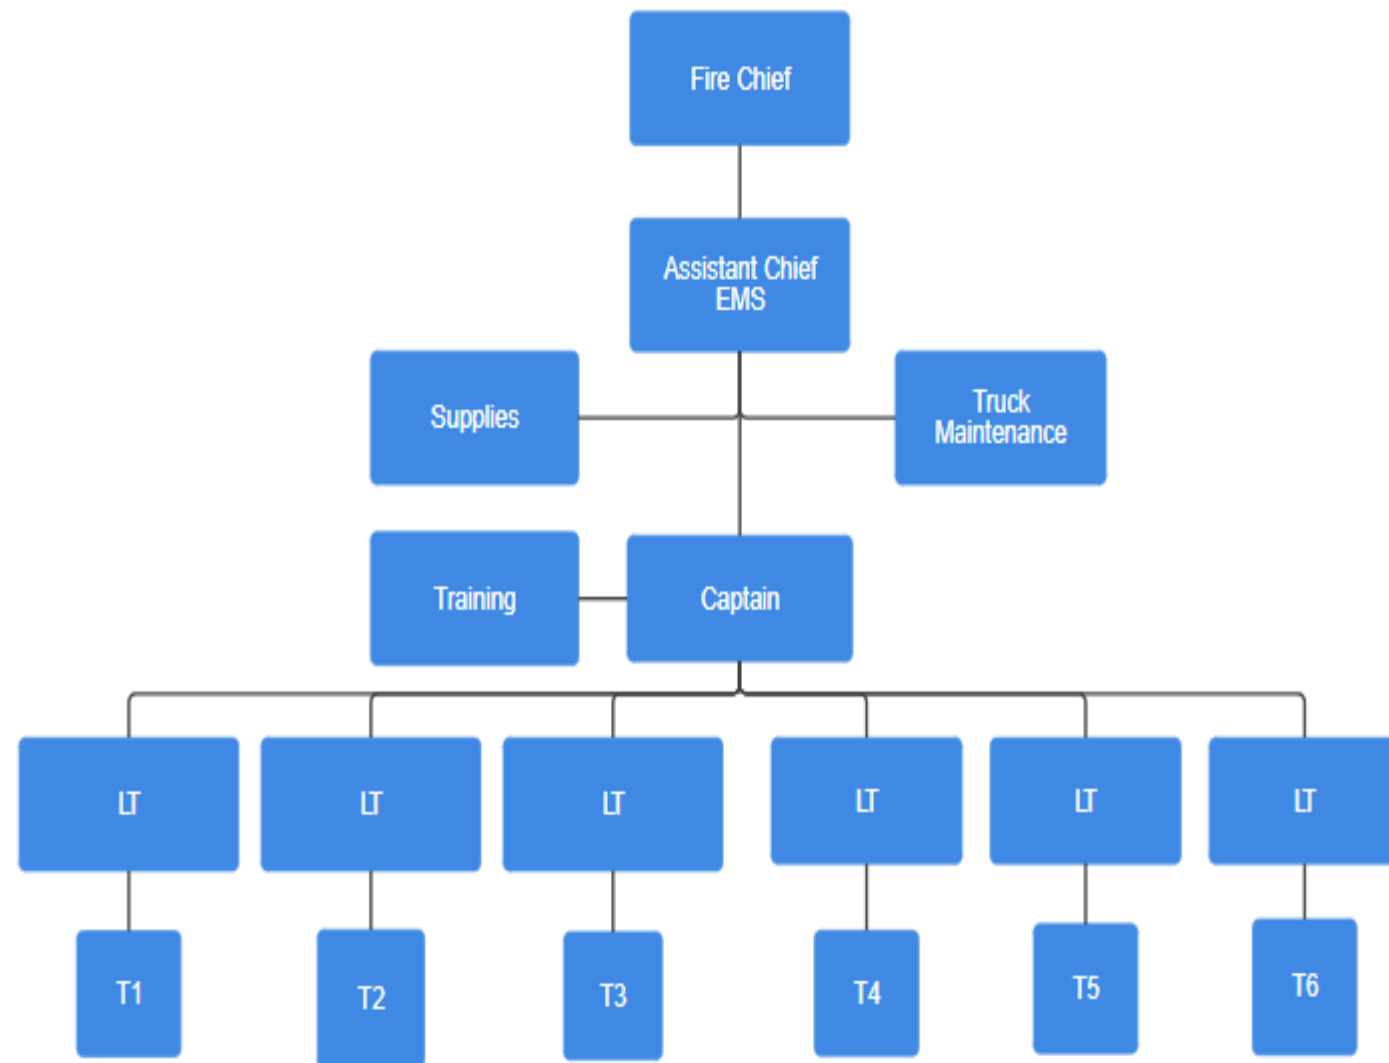 Fire Chief
Assistant Chief
EMS
Supplies
Truck
Maintenance
Training
Captain
LT
LT
LT
LT
LT
LT
T1
T2
T3
T4
T5
T6